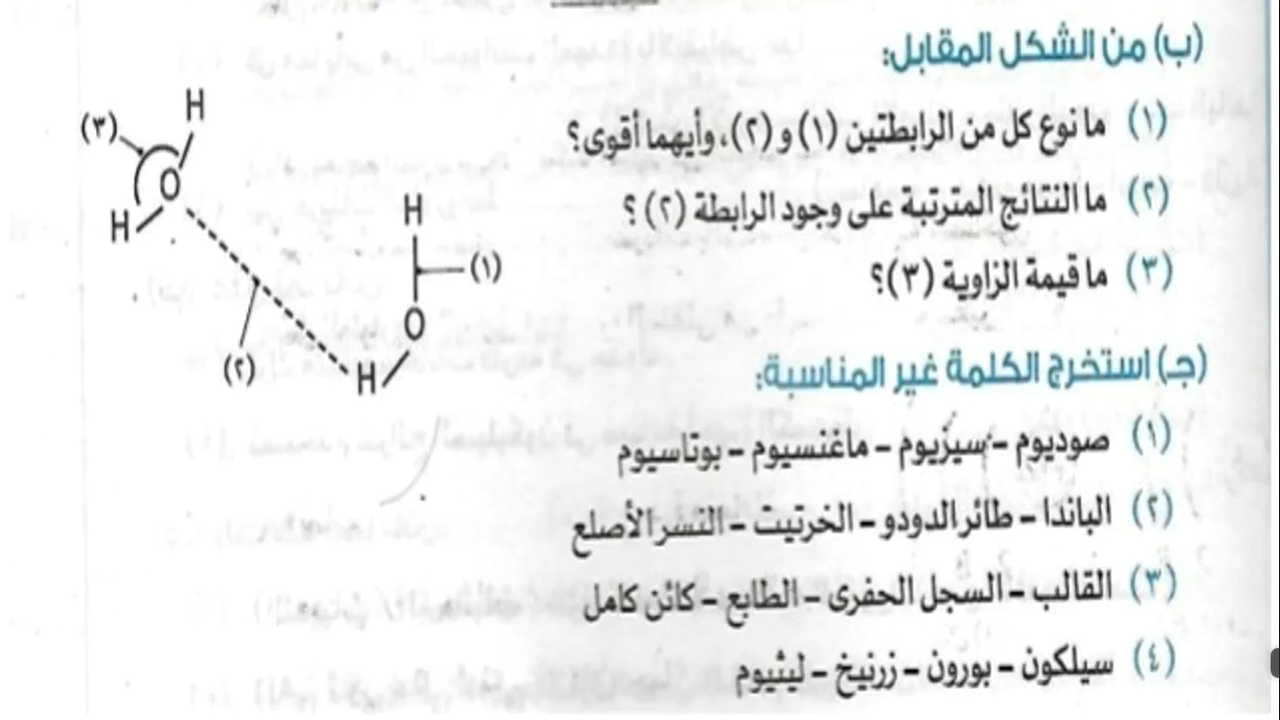 (ب) من الشكل المقابل:
(١) ما نوع كل من الرابطتين (١) و (٢)، وأيهما أقوى؟
(٢) ما النتائج المترتبة على وجود الرابطة (٢) ؟
(٣) ما قيمة الزاوية (٣)؟
H
(٣)
O
H
H
(١)
O
(٢)
H
(جـ) استخرج الكلمة غير المناسبة:
(١) صوديوم – سيزيوم – ماغنسيوم – بوتاسيوم
(٢) الباندا – طائر الدودو – الخرتيت – النسر الأصلع
(٣) القالب – السجل الحفرى – الطابع – كائن كامل
(٤) سيلكون – بورون – زرنيخ – ليثيوم